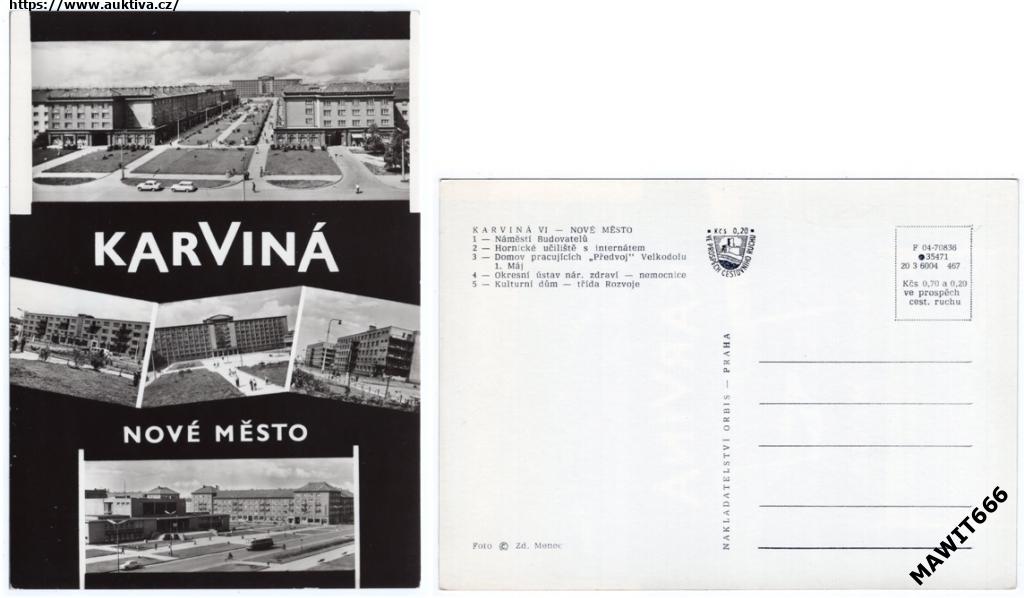 https://www.auktiva.cz/
KARVINÁ
NOVÉ MĚSTO
KARVINÁ VI — NOVÉ MĚSTO
1 — Náměstí Budovatelů
2 — Hornické učiliště s internátem
3 — Domov pracujících „Předvoj" Velkodolu
1. Máj
4 — Okresní ústav nár. zdraví — nemocnice
5 — Kulturní dům — třída Rozvoje
KČS 0,20
VE PROSPĚCH CESTOVNÍHO RUCHU
F 04-70836
35471
20 3 6004 467
Kčs 0,70 a 0,20
ve prospěch
cest. ruchu
NAKLADATELSTVÍ ORBIS — PRAHA
Foto © Zd. Menec
MAWIT666